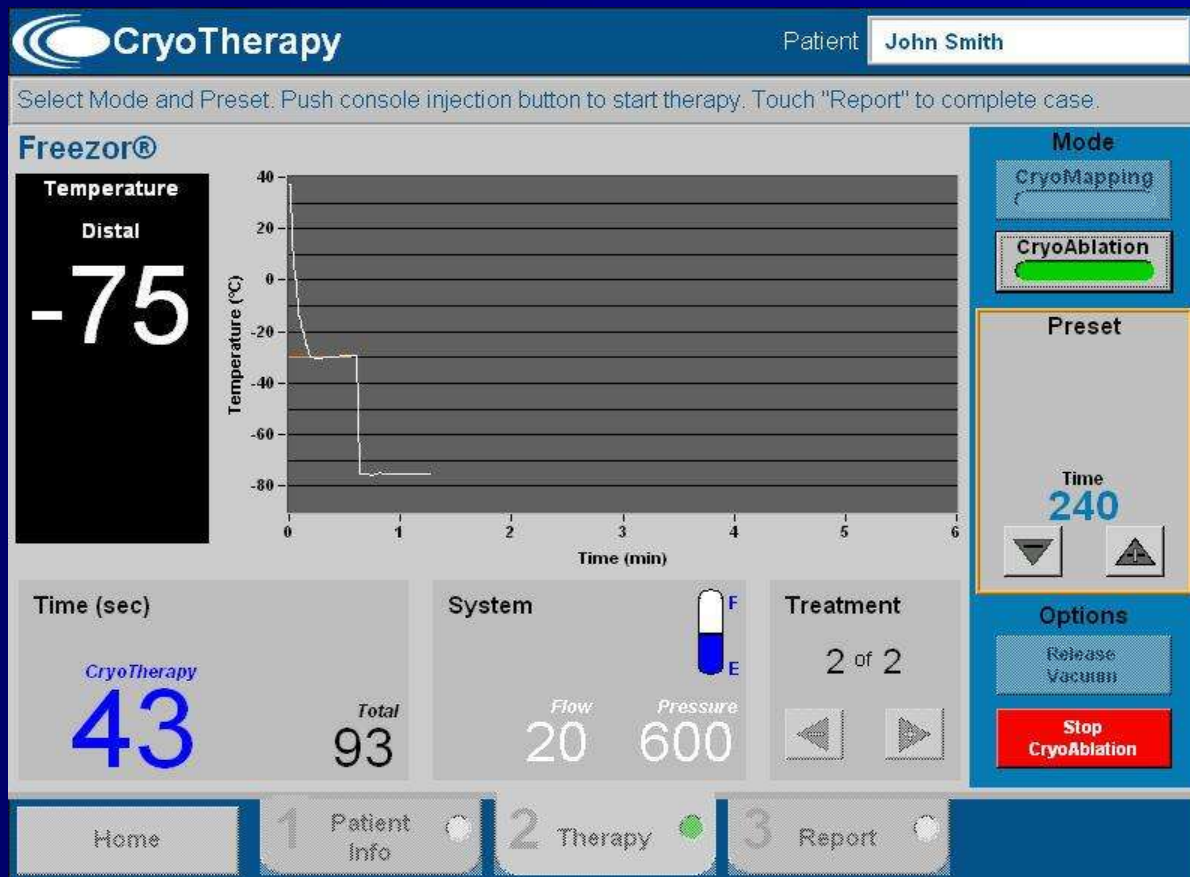 CryoTherapy
Patient
John Smith
Select Mode and Preset. Push console injection button to start therapy. Touch "Report" to complete case.
Freezor®
Temperature
Distal
-75
Temperature (°C)
40
20
0
-20
-40
-60
-80
0 1 2 3 4 5 6
Time (min)
Mode
CryoMapping
CryoAblation
Preset
Time
240
Time (sec)
CryoTherapy
43
Total
93
System
F
E
Flow
20
Pressure
600
Treatment
2 of 2
Options
Release
Vacuum
Stop
CryoAblation
Home
1 Patient
Info
2 Therapy
3 Report